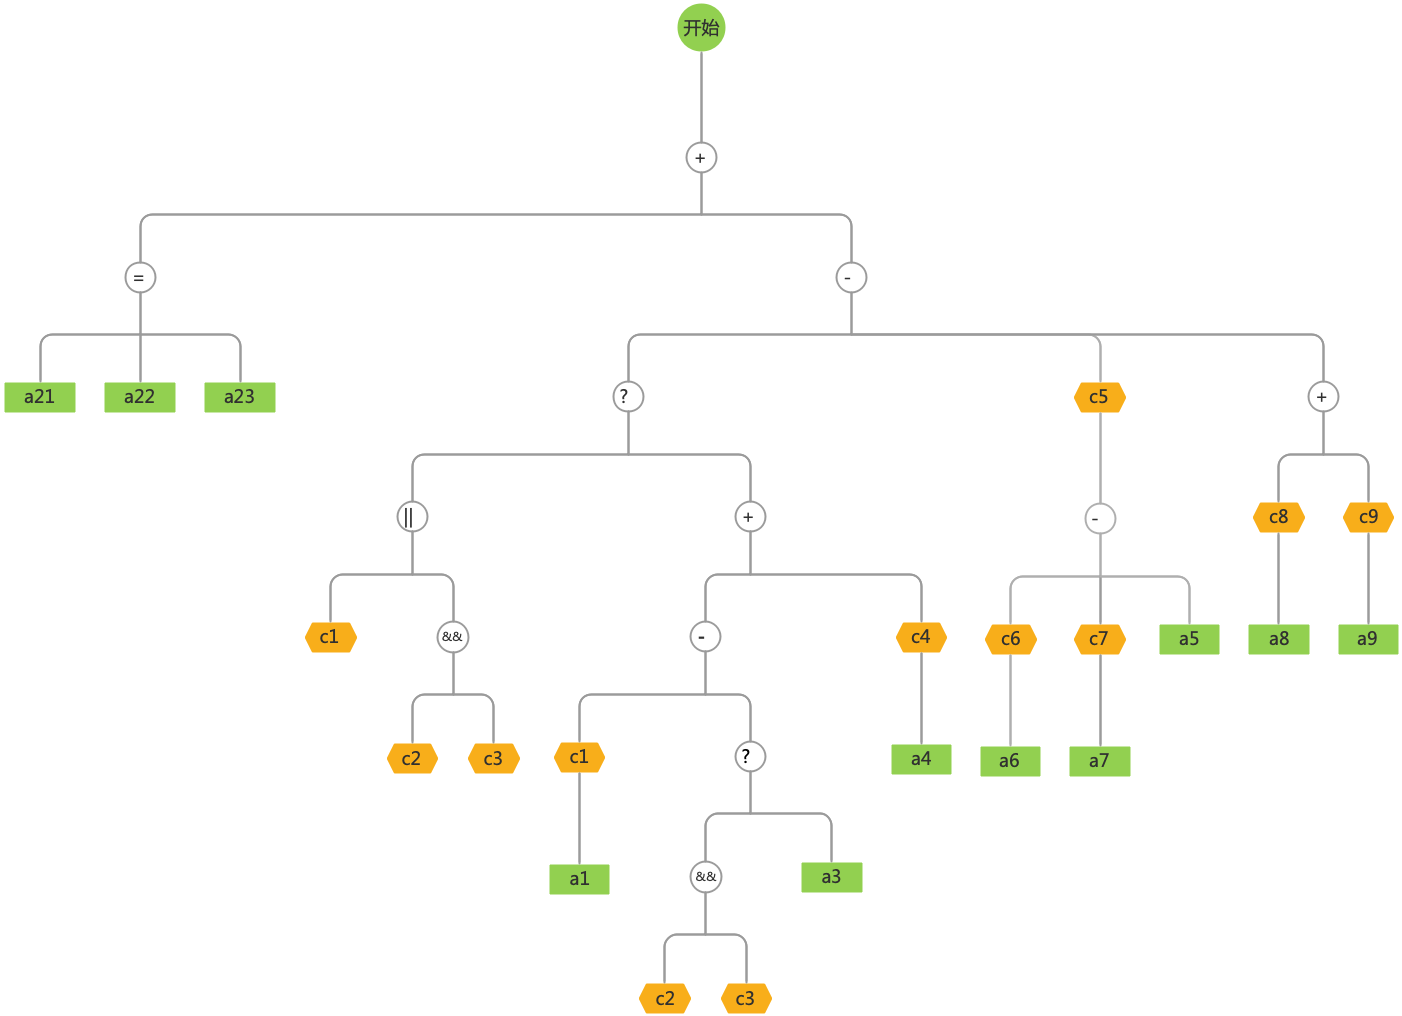 开始
+
=
-
a21
a22
a23
?
c5
+
||
+
-
c8
c9
c1
&&
-
c4
c6
c7
a5
a8
a9
c2
c3
c1
?
a4
a6
a7
a1
&&
a3
c2
c3